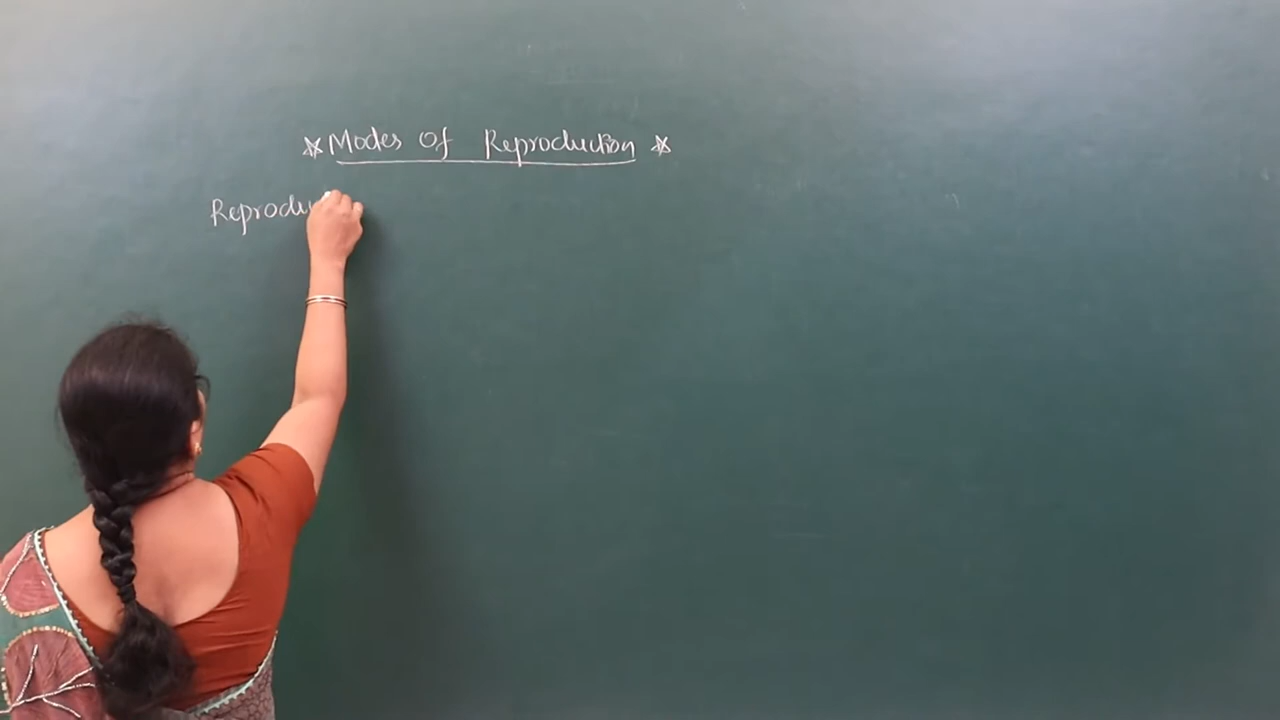 ☆ Modes Of Reproduction ☆
Reprodu